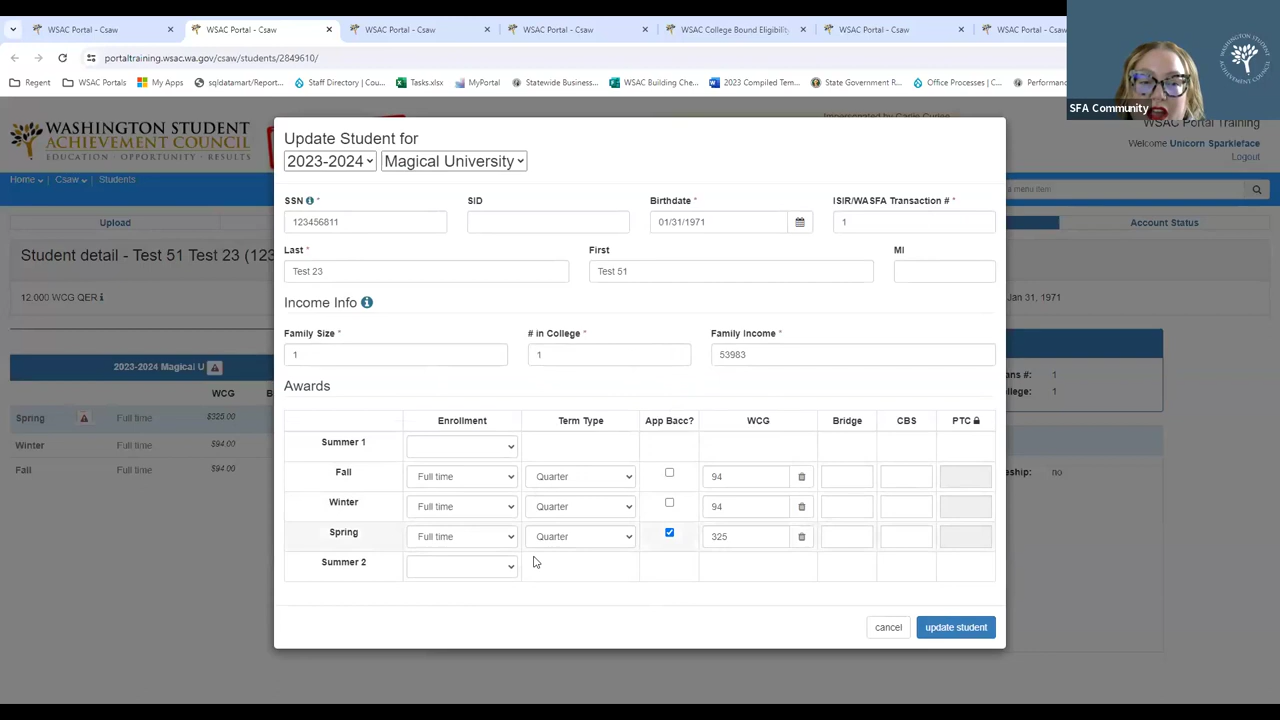 WSAC Portal - Csaw
WSAC Portal - Csaw
WSAC Portal - Csaw
WSAC Portal - Csaw
WSAC College Bound Eligibility
WSAC Portal - Csaw
WSAC Portal - Csaw
portaltraining.wsac.wa.gov/csaw/students/2849610/
Regent
WSAC Portals
My Apps
sqldatamart/Report...
Staff Directory | Cou...
Tasks.xlsx
MyPortal
Statewide Business...
WSAC Building Che...
2023 Compiled Tem...
State Government R...
Office Processes |...
Performan
SFA Community
WASHINGTON STUDENT
ACHIEVEMENT COUNCIL
EDUCATION · OPPORTUNITY · RESULTS
WSAC Portal Training
Welcome Unicorn Sparkleface
Logout
Home
Csaw
Students
a menu item
Upload
Account Status
Student detail - Test 51 Test 23 (123
12.000 WCG QER
Jan 31, 1971
2023-2024 Magical U
WCG
Spring Full time $325.00
Winter Full time $94.00
Fall Full time $94.00
ans #: 1
llege: 1
ship: no
Update Student for
2023-2024 Magical University
SSN * SID Birthdate * ISIR/WASFA Transaction # *
123456811 01/31/1971 1
Last * First MI
Test 23 Test 51
Income Info
Family Size * # in College * Family Income *
1 1 53983
Awards
Enrollment Term Type App Bacc? WCG Bridge CBS PTC
Summer 1
Fall Full time Quarter 94
Winter Full time Quarter 94
Spring Full time Quarter 325
Summer 2
cancel update student